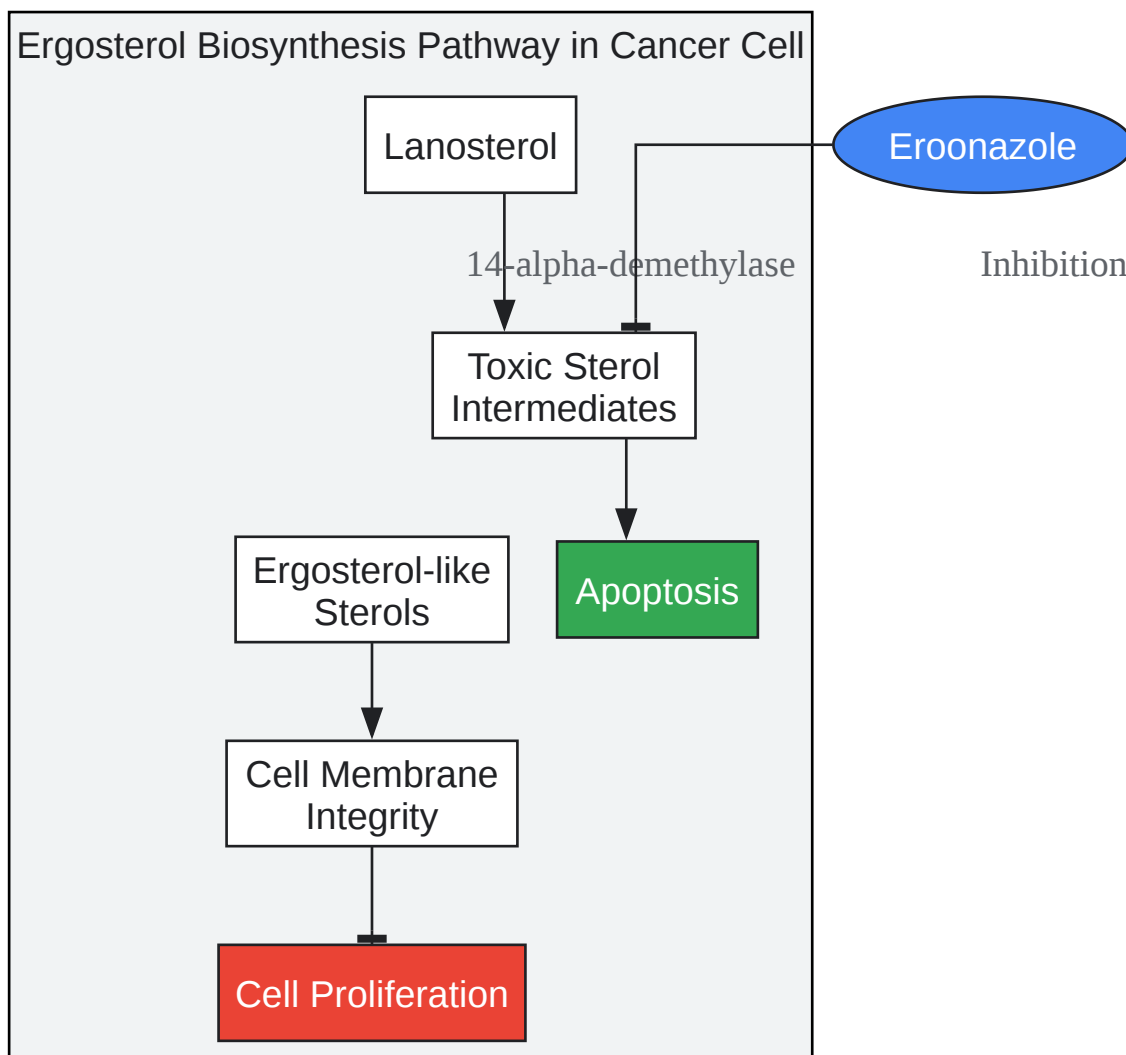 Ergosterol Biosynthesis Pathway in Cancer Cell
Lanosterol
Eroonazole
14-alpha-demethylase
Inhibition
Toxic Sterol
Intermediates
Ergosterol-like
Sterols
Apoptosis
Cell Membrane
Integrity
Cell Proliferation